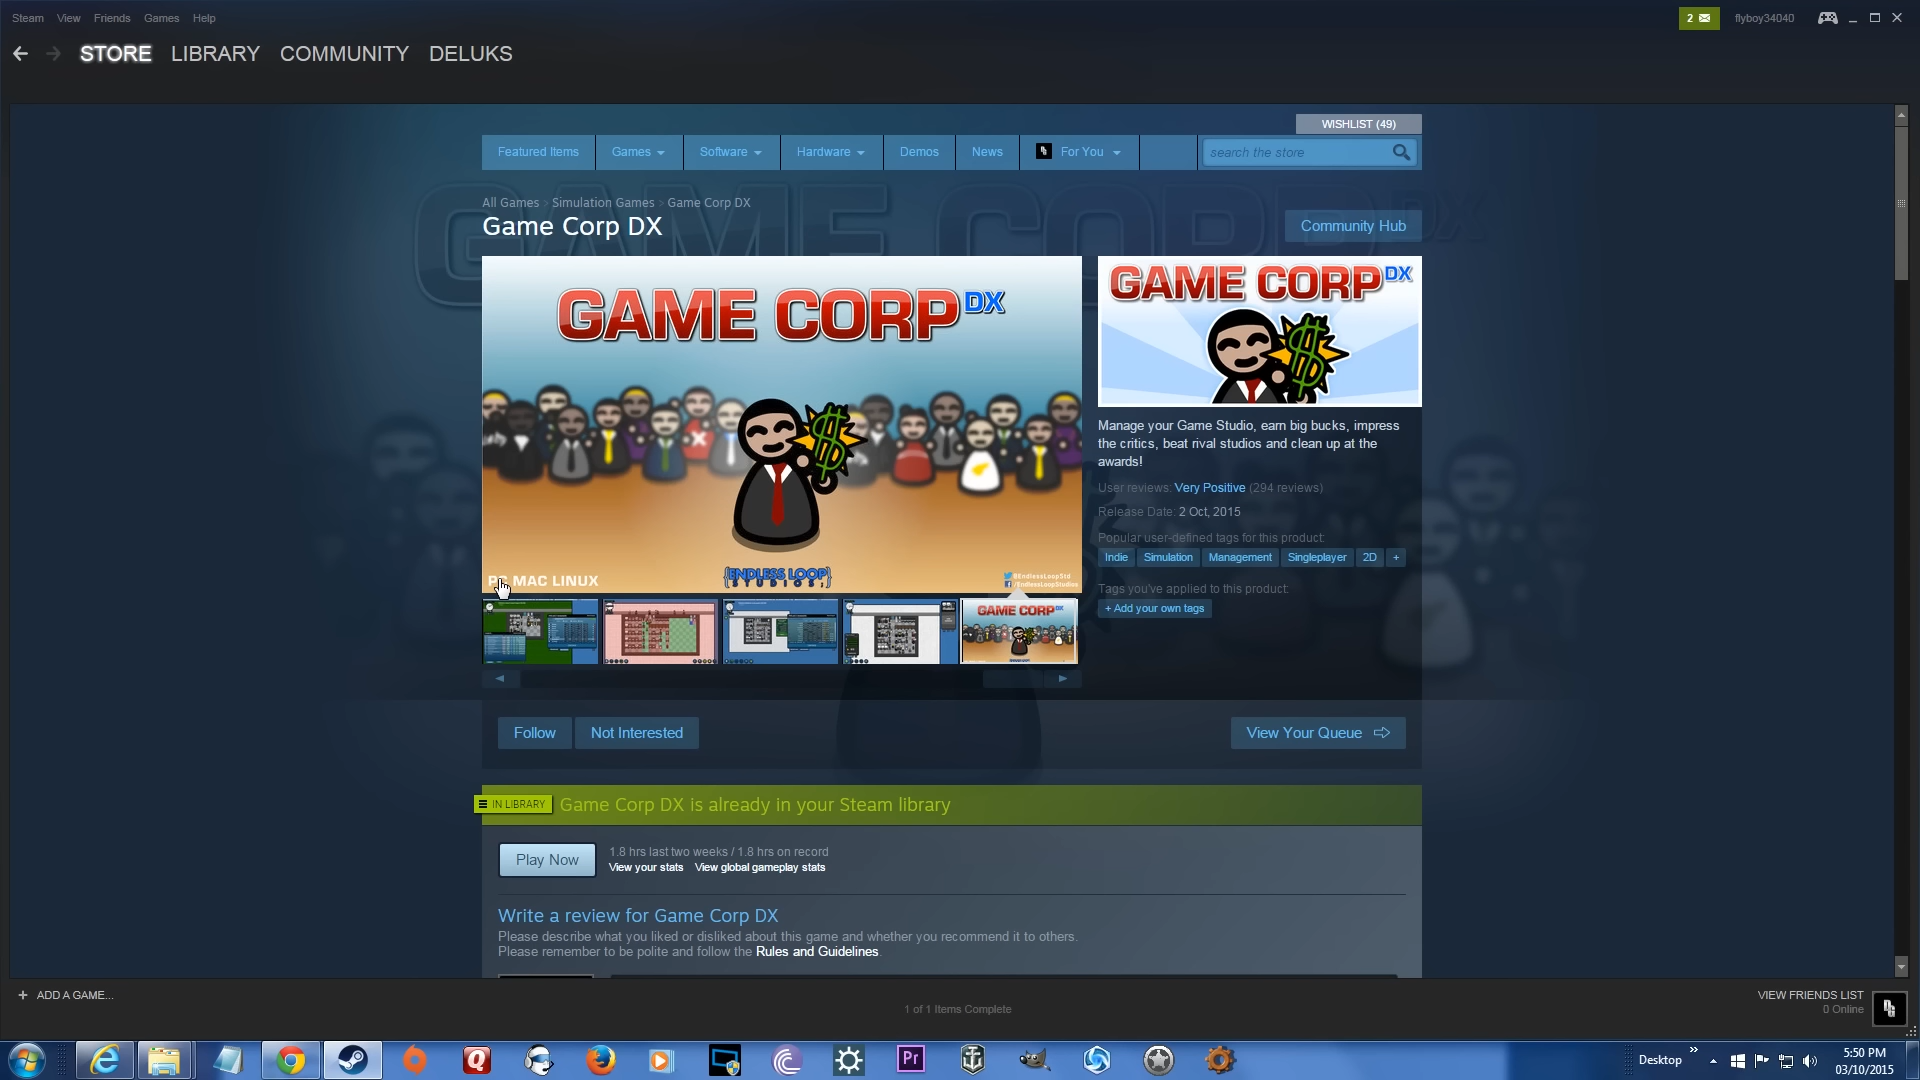 Steam View Friends Games Help
2 flyboy34040
STORE LIBRARY COMMUNITY DELUKS
WISHLIST (49)
Featured Items Games Software Hardware Demos News For You search the store
All Games > Simulation Games > Game Corp DX
Game Corp DX
Community Hub
GAME CORP DX
PC MAC LINUX
{ENDLESS LOOP STUDIOS;}
@EndlessLoopStd
/EndlessLoopStudios
GAME CORP DX
Manage your Game Studio, earn big bucks, impress
the critics, beat rival studios and clean up at the
awards!
User reviews: Very Positive (294 reviews)
Release Date: 2 Oct, 2015
Popular user-defined tags for this product:
Indie Simulation Management Singleplayer 2D +
Tags you've applied to this product:
+ Add your own tags
GAME CORP DX
Follow Not Interested
View Your Queue
IN LIBRARY Game Corp DX is already in your Steam library
Play Now
1.8 hrs last two weeks / 1.8 hrs on record
View your stats View global gameplay stats
Write a review for Game Corp DX
Please describe what you liked or disliked about this game and whether you recommend it to others.
Please remember to be polite and follow the Rules and Guidelines
+ ADD A GAME...
1 of 1 Items Complete
VIEW FRIENDS LIST
0 Online
Desktop
5:50 PM
03/10/2015